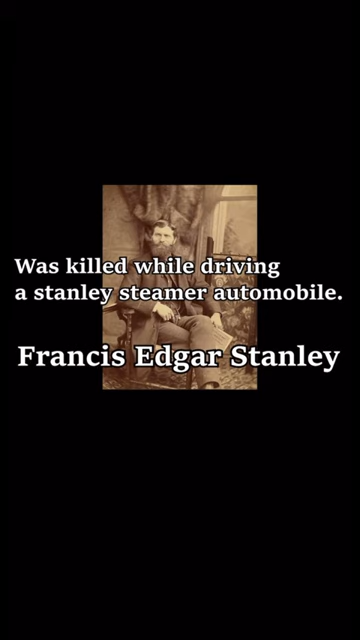 Was killed while driving
a stanley steamer automobile.
Francis Edgar Stanley